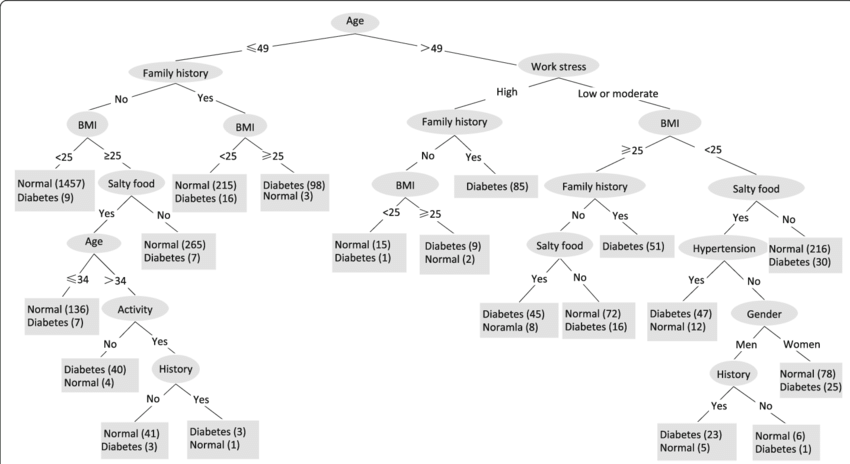 Age
≤49
>49
Family history
Work stress
No
Yes
High
Low or moderate
BMI
BMI
Family history
BMI
<25
≥25
<25
≥25
No
Yes
≥25
<25
Normal (1457)
Diabetes (9)
Salty food
Normal (215)
Diabetes (16)
Diabetes (98)
Normal (3)
BMI
Diabetes (85)
Family history
Salty food
Yes
No
<25
≥25
No
Yes
Yes
No
Age
Normal (265)
Diabetes (7)
Normal (15)
Diabetes (1)
Diabetes (9)
Normal (2)
Salty food
Diabetes (51)
Hypertension
Normal (216)
Diabetes (30)
≤34
>34
Yes
No
Yes
No
Normal (136)
Diabetes (7)
Activity
Diabetes (45)
Noramla (8)
Normal (72)
Diabetes (16)
Diabetes (47)
Normal (12)
Gender
No
Yes
Men
Women
Diabetes (40)
Normal (4)
History
History
Normal (78)
Diabetes (25)
No
Yes
Yes
No
Normal (41)
Diabetes (3)
Diabetes (3)
Normal (1)
Diabetes (23)
Normal (5)
Normal (6)
Diabetes (1)